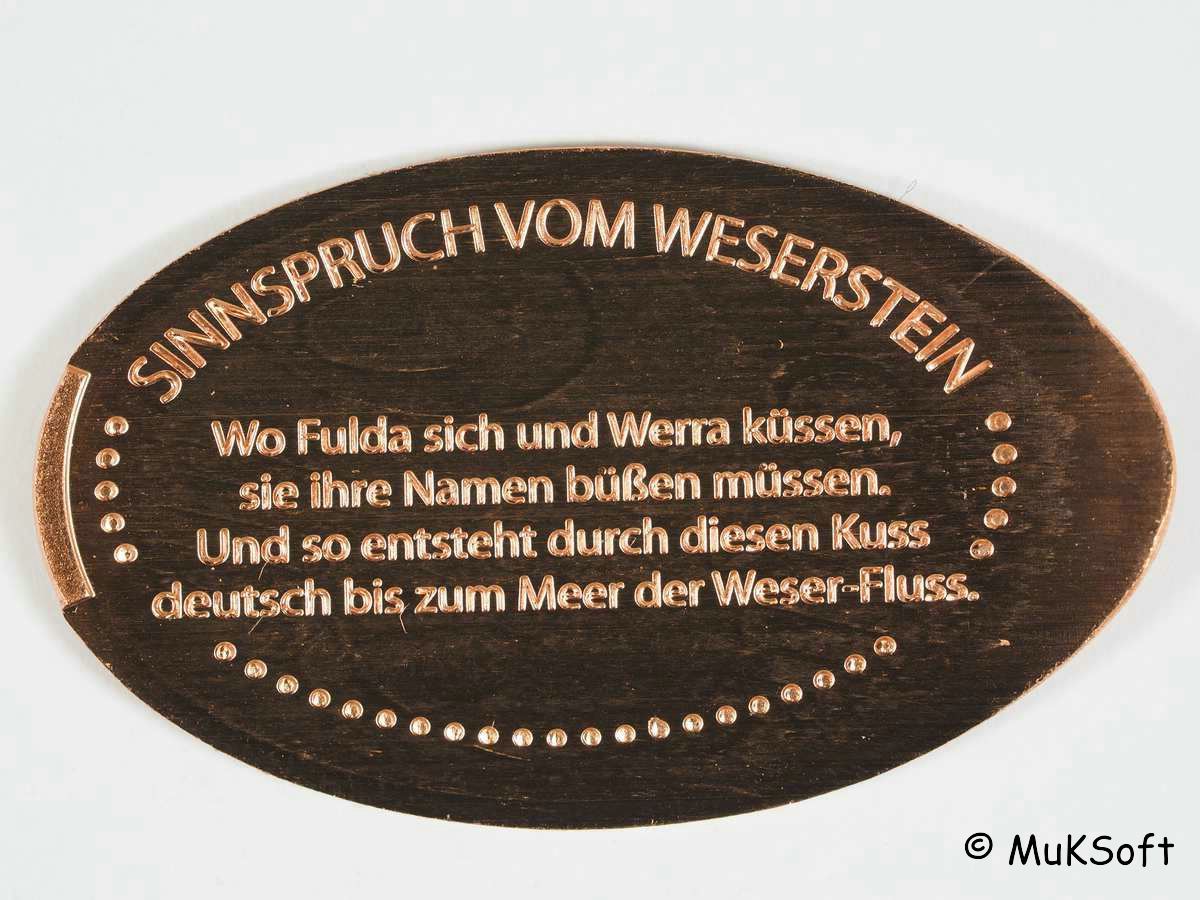 SINNSPRUCH VOM WESERSTEIN
Wo Fulda sich und Werra küssen,
sie ihre Namen büßen müssen.
Und so entsteht durch diesen Kuss
deutsch bis zum Meer der Weser-Fluss.
© MuKSoft